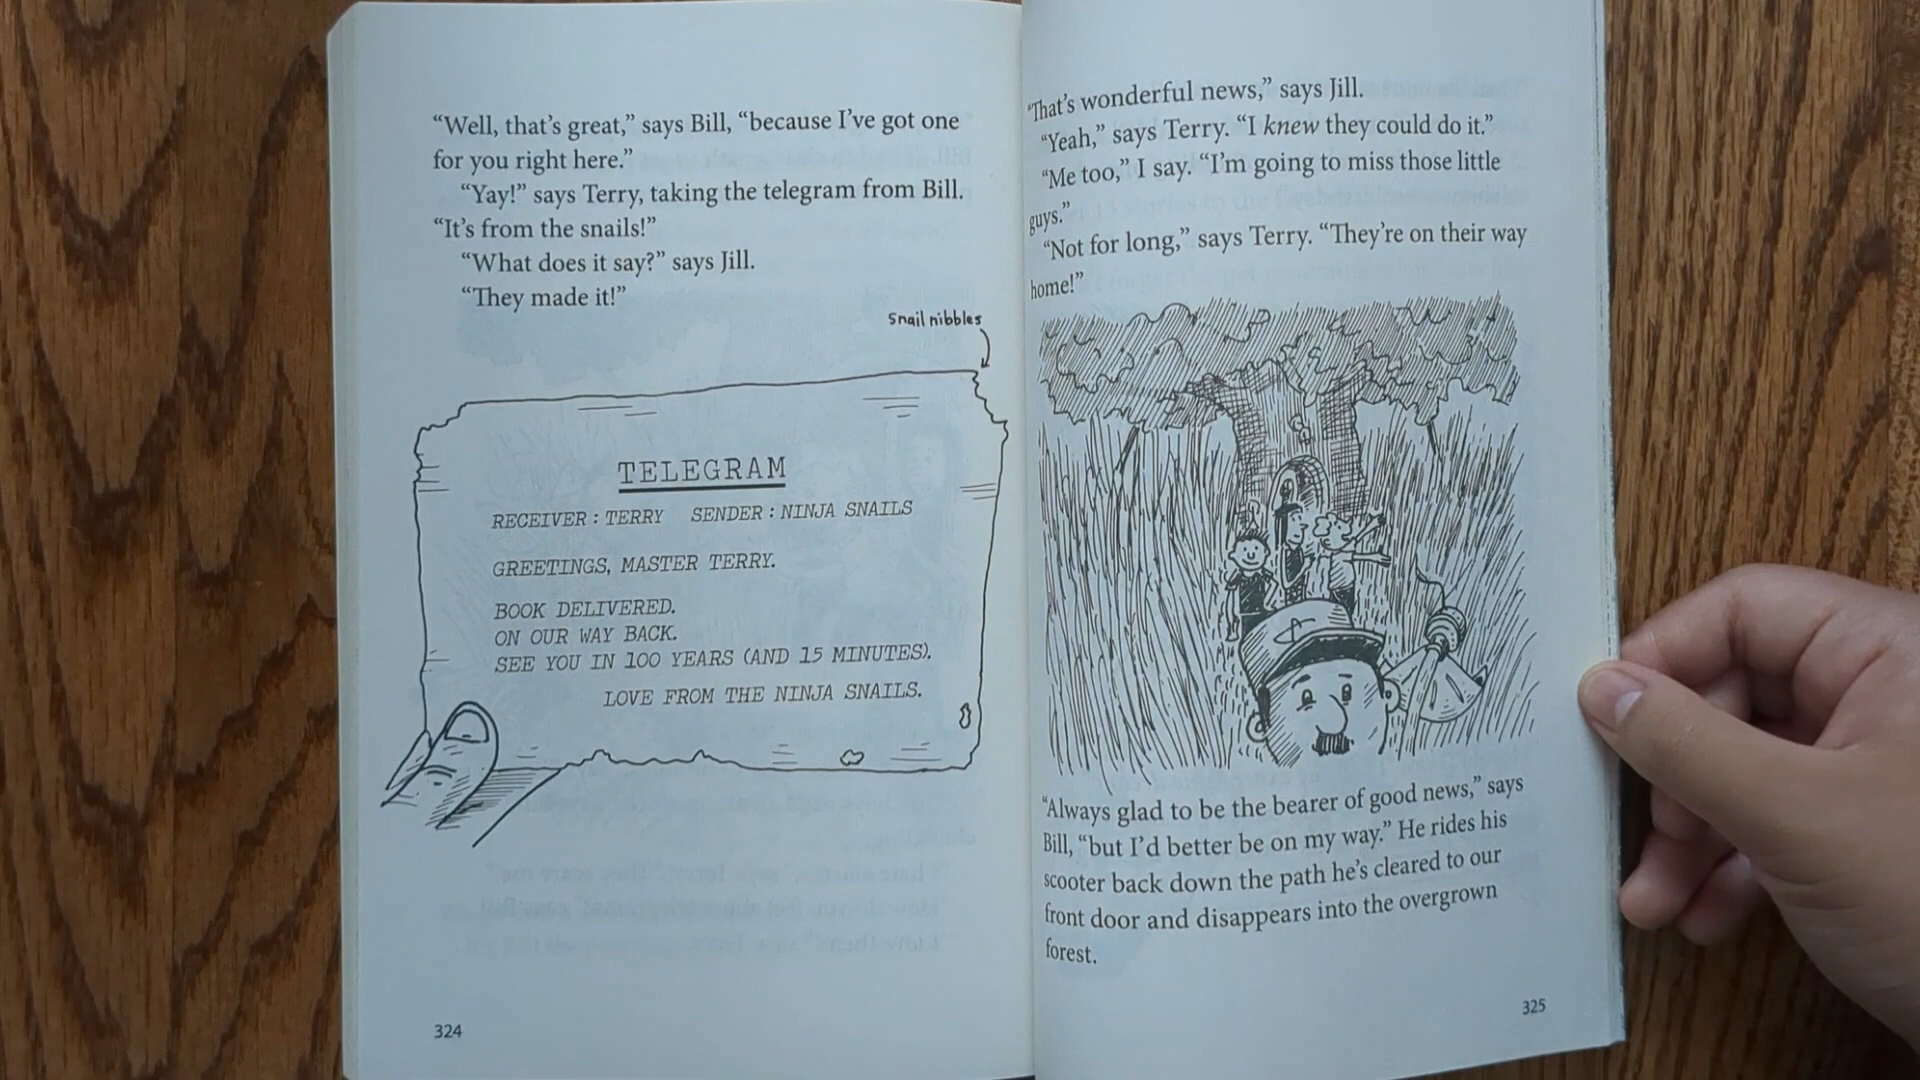 “Well, that’s great,” says Bill, “because I’ve got one
for you right here.”
“Yay!” says Terry, taking the telegram from Bill.
“It’s from the snails!”
“What does it say?” says Jill.
“They made it!”
Snail nibbles
TELEGRAM
RECEIVER : TERRY SENDER : NINJA SNAILS
GREETINGS, MASTER TERRY.
BOOK DELIVERED.
ON OUR WAY BACK.
SEE YOU IN 100 YEARS (AND 15 MINUTES).
LOVE FROM THE NINJA SNAILS.
324
“That’s wonderful news,” says Jill.
“Yeah,” says Terry. “I knew they could do it.”
“Me too,” I say. “I’m going to miss those little
guys.”
“Not for long,” says Terry. “They’re on their way
home!”
“Always glad to be the bearer of good news,” says
Bill, “but I’d better be on my way.” He rides his
scooter back down the path he’s cleared to our
front door and disappears into the overgrown
forest.
325